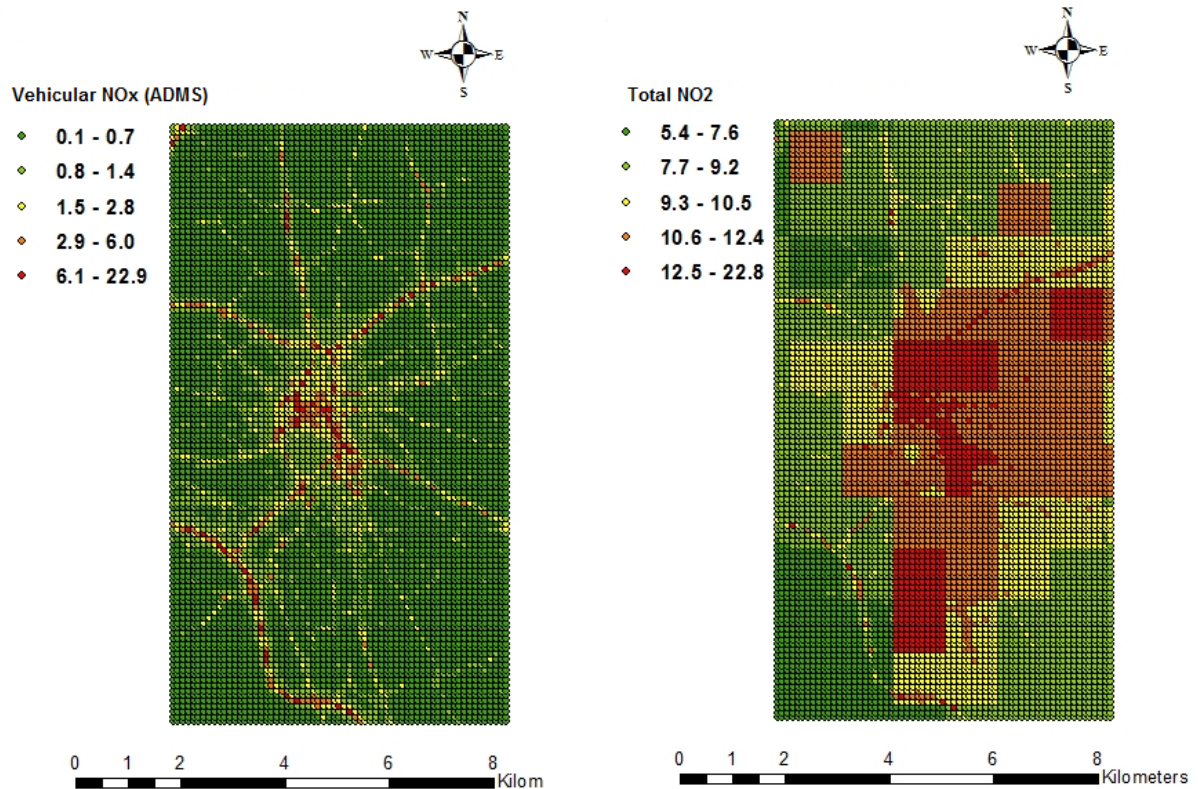 N
W E
S
Vehicular NOx (ADMS)
0.1 - 0.7
0.8 - 1.4
1.5 - 2.8
2.9 - 6.0
6.1 - 22.9
0 1 2 4 6 8
Kilom
N
W E
S
Total NO2
5.4 - 7.6
7.7 - 9.2
9.3 - 10.5
10.6 - 12.4
12.5 - 22.8
0 1 2 4 6 8
Kilometers